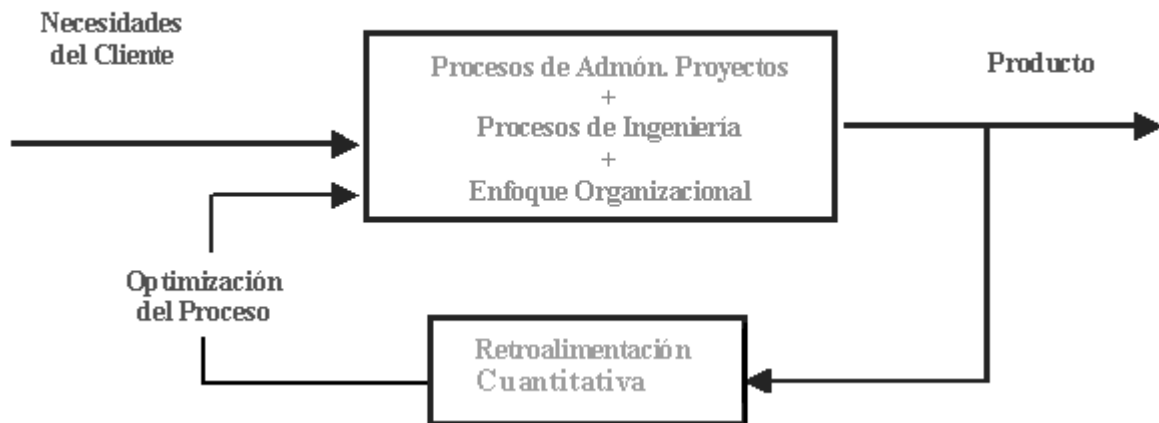 Necesidades
del Cliente
Procesos de Admón. Proyectos
+
Procesos de Ingeniería
+
Enfoque Organizacional
Producto
Optimización
del Proceso
Retroalimentación
Cuantitativa